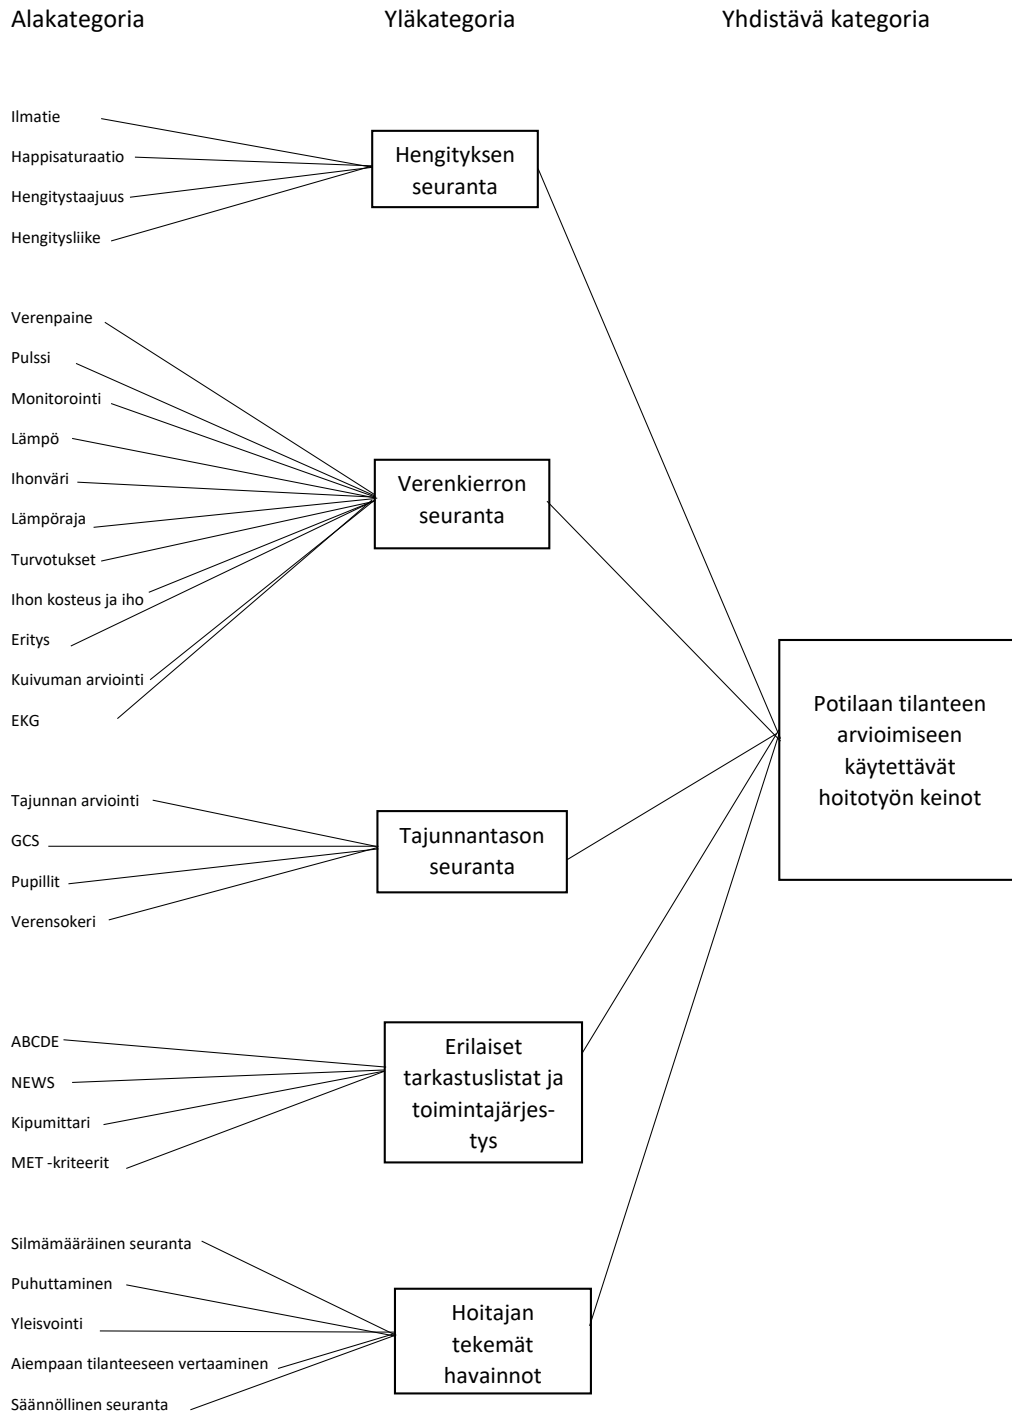 Alakategoria Yläkategoria Yhdistävä kategoria
Ilmatie
Happisaturaatio
Hengitystaajuus
Hengitysliike
Hengityksen
seuranta
Verenpaine
Pulssi
Monitorointi
Lämpö
Ihonväri
Lämpöraja
Turvotukset
Ihon kosteus ja iho
Eritys
Kuivuman arviointi
EKG
Verenkierron
seuranta
Tajunnan arviointi
GCS
Pupillit
Verensokeri
Tajunnantason
seuranta
ABCDE
NEWS
Kipumittari
MET -kriteerit
Erilaiset
tarkastuslistat ja
toimintajärjes-
tys
Silmämääräinen seuranta
Puhuttaminen
Yleisvointi
Aiempaan tilanteeseen vertaaminen
Säännöllinen seuranta
Hoitajan
tekemät
havainnot
Potilaan tilanteen
arvioimiseen
käytettävät
hoitotyön keinot